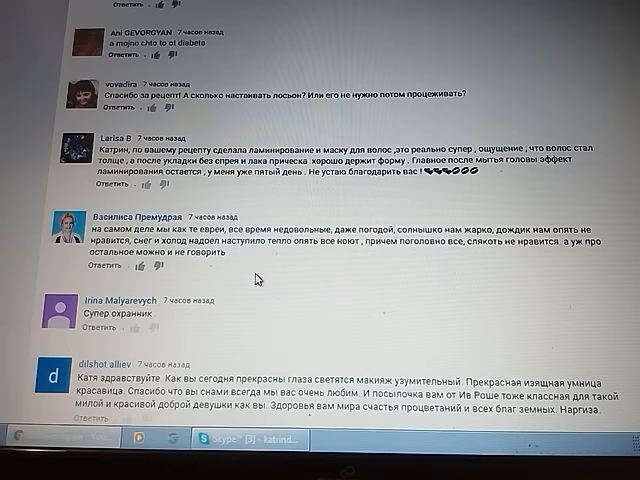 Ответить
Ani GEVORGYAN 7 часов назад
a mojno chto to ot diabeta
Ответить
vovadira 7 часов назад
Спасибо за рецепт! А сколько настаивать лосьон? Или его не нужно потом процеживать?
Ответить
Larisa B 7 часов назад
Катрин, по вашему рецепту сделала ламинирование и маску для волос ,это реально супер , ощущение , что волос стал
толще , а после укладки без спрея и лака прическа хорошо держит форму . Главное после мытья головы эффект
ламинирования остается , у меня уже пятый день . Не устаю благодарить вас !
Ответить
Василиса Премудрая 7 часов назад
на самом деле мы как те евреи, все время недовольные, даже погодой, солнышко нам жарко, дождик нам опять не
нравится, снег и холод надоел наступило тепло опять все ноют , причем поголовно все, слякоть не нравится. а уж про
остальное можно и не говорить
Ответить
Irina Malyarevych 7 часов назад
Супер охранник
Ответить
d
dilshot alliev 7 часов назад
Катя здравствуйте. Как вы сегодня прекрасны глаза светятся макияж узумительный. Прекрасная изящная умница
красавица. Спасибо что вы снами всегда мы вас очень любим. И посылочка вам от Ив Роше тоже классная для такой
милой и красивой доброй девушки как вы. Здоровья вам мира счастья процветаний и всех благ земных. Наргиза.
Ответить
Skype™ [3] - katrind...